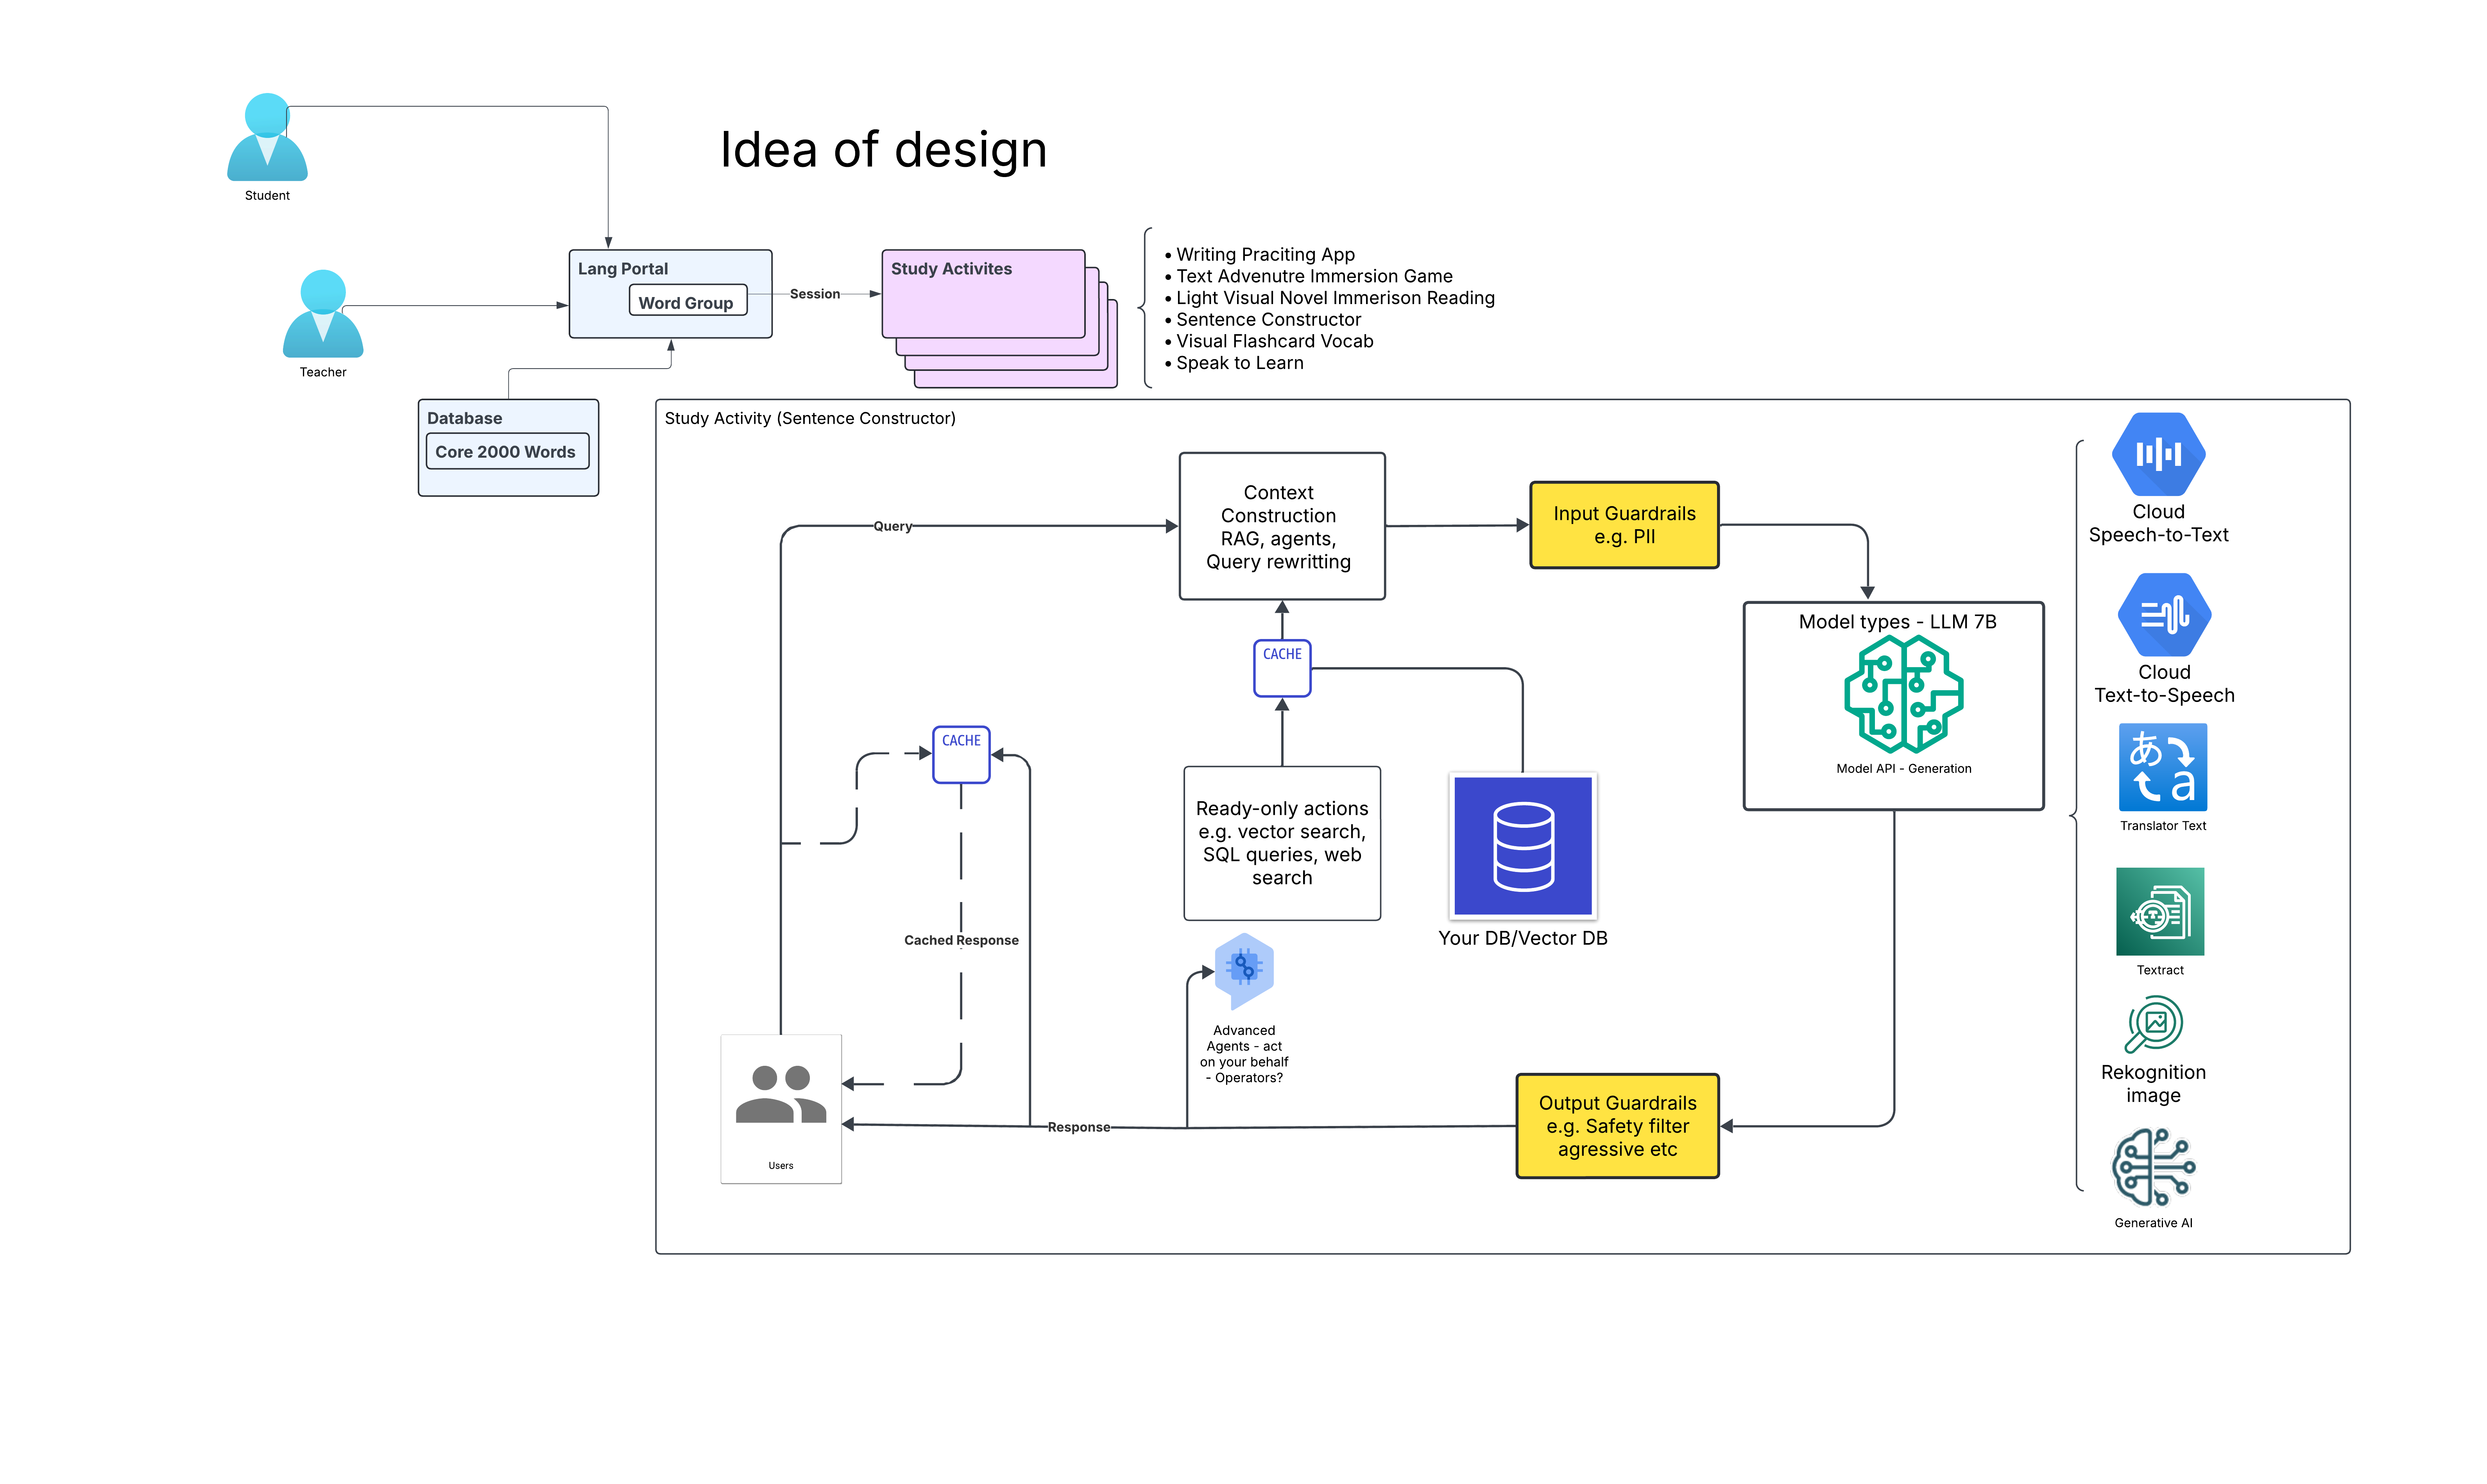 Idea of design
Student
Teacher
Lang Portal
Word Group
Session
Study Activites
• Writing Praciting App
• Text Advenutre Immersion Game
• Light Visual Novel Immerison Reading
• Sentence Constructor
• Visual Flashcard Vocab
• Speak to Learn
Database
Core 2000 Words
Study Activity (Sentence Constructor)
Query
Context
Construction
RAG, agents,
Query rewritting
Input Guardrails
e.g. PII
Model types - LLM 7B
Model API - Generation
CACHE
CACHE
Cached Response
Ready-only actions
e.g. vector search,
SQL queries, web
search
Your DB/Vector DB
Advanced
Agents - act
on your behalf
- Operators?
Users
Response
Output Guardrails
e.g. Safety filter
agressive etc
Cloud
Speech-to-Text
Cloud
Text-to-Speech
あ
a
Translator Text
Textract
Rekognition
image
Generative AI